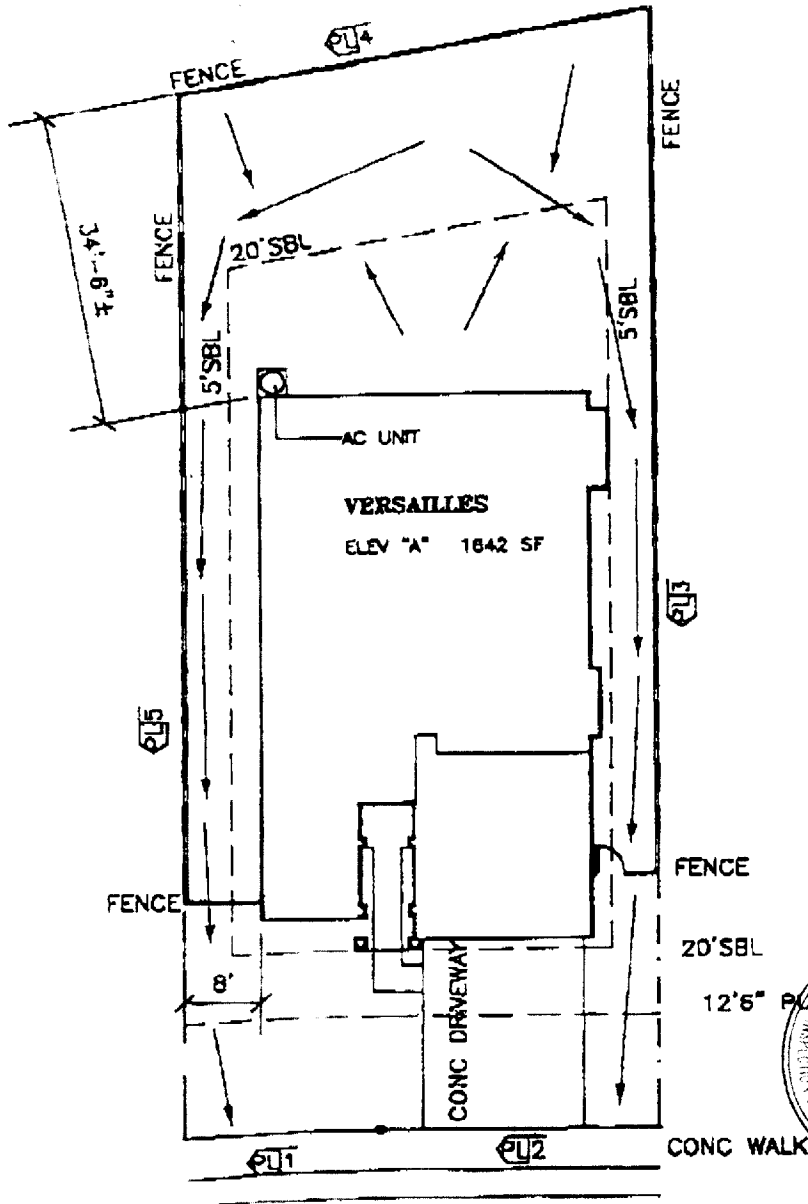 PL4
FENCE
FENCE
FENCE
34'-6"±
20'SBL
5'SBL
5'SBL
AC UNIT
VERSAILLES
ELEV "A" 1642 SF
PL3
PL5
FENCE
FENCE
20'SBL
8'
12'6"
CONC DRIVEWAY
CONC WALK
PL1
PL2